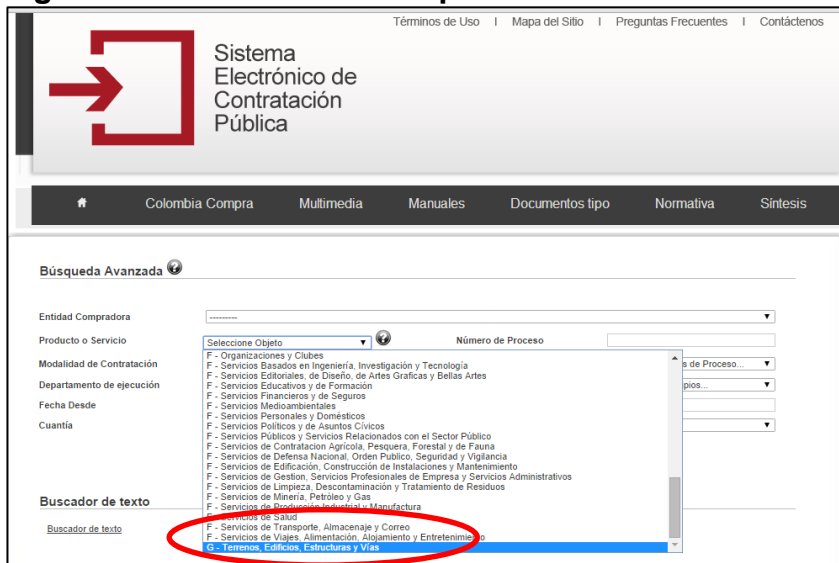 Términos de Uso I Mapa del Sitio I Preguntas Frecuentes I Contáctenos
Sistema
Electrónico de
Contratación
Pública
Colombia Compra Multimedia Manuales Documentos tipo Normativa Síntesis
Búsqueda Avanzada
Entidad Compradora ---------
Producto o Servicio Seleccione Objeto Número de Proceso
F - Organizaciones y Clubes
Modalidad de Contratación F - Servicios Basados en Ingeniería, Investigación y Tecnología s de Proceso...
F - Servicios Editoriales, de Diseño, de Artes Graficas y Bellas Artes
Departamento de ejecución F - Servicios Educativos y de Formación pios...
F - Servicios Financieros y de Seguros
F - Servicios Medioambientales
Fecha Desde F - Servicios Personales y Domésticos
F - Servicios Políticos y de Asuntos Cívicos
Cuantía F - Servicios Públicos y Servicios Relacionados con el Sector Público
F - Servicios de Contratacion Agrícola, Pesquera, Forestal y de Fauna
F - Servicios de Defensa Nacional, Orden Publico, Seguridad y Vigilancia
F - Servicios de Edificación, Construcción de Instalaciones y Mantenimiento
F - Servicios de Gestion, Servicios Profesionales de Empresa y Servicios Administrativos
F - Servicios de Limpieza, Descontaminación y Tratamiento de Residuos
F - Servicios de Minería, Petróleo y Gas
Buscador de texto
F - Servicios de Producción Industrial y Manufactura
F - Servicios de Salud
Buscador de texto F - Servicios de Transporte, Almacenaje y Correo
F - Servicios de Viajes, Alimentación, Alojamiento y Entretenimiento
G - Terrenos, Edificios, Estructuras y Vías